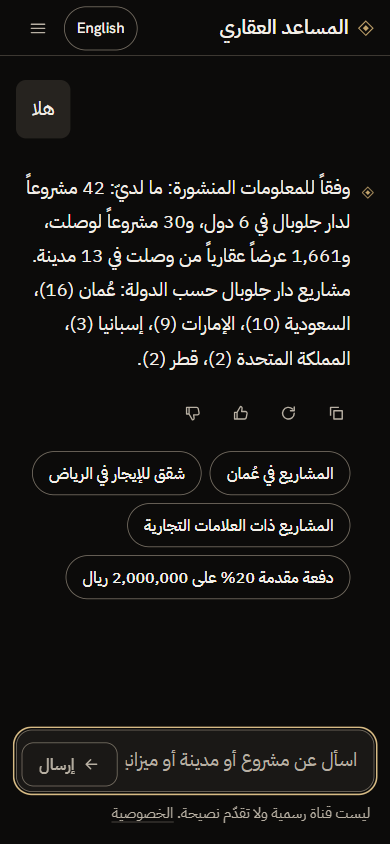 المساعد العقاري
English
هلا
وفقاً للمعلومات المنشورة: ما لديّ: 42 مشروعاً
لدار جلوبال في 6 دول، و30 مشروعاً لوصلت،
و1,661 عرضاً عقارياً من وصلت في 13 مدينة.
مشاريع دار جلوبال حسب الدولة: عُمان (16)،
السعودية (10)، الإمارات (9)، إسبانيا (3)،
المملكة المتحدة (2)، قطر (2).
المشاريع في عُمان
شقق للإيجار في الرياض
المشاريع ذات العلامات التجارية
دفعة مقدمة 20% على 2,000,000 ريال
اسأل عن مشروع أو مدينة أو ميزاني
إرسال
ليست قناة رسمية ولا تقدّم نصيحة. الخصوصية